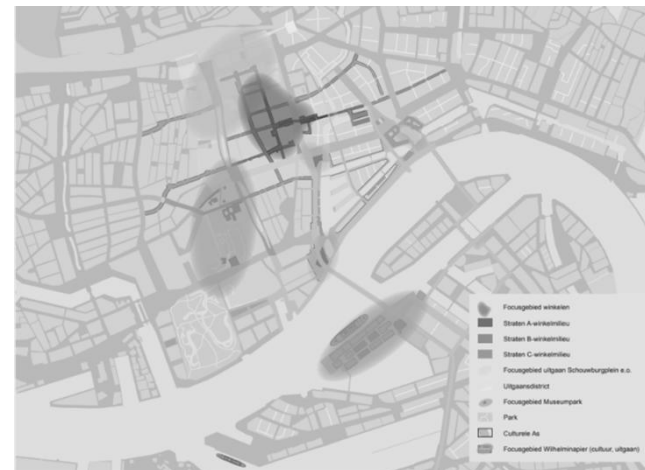 Focusgebied winkelen
Straten A-winkelmilieu
Straten B-winkelmilieu
Straten C-winkelmilieu
Focusgebied uitgaan Schouwburgplein e.o.
Uitgaansdistrict
Focusgebied Museumpark
Park
Culturele As
Focusgebied Wilhelminapier (cultuur, uitgaan)